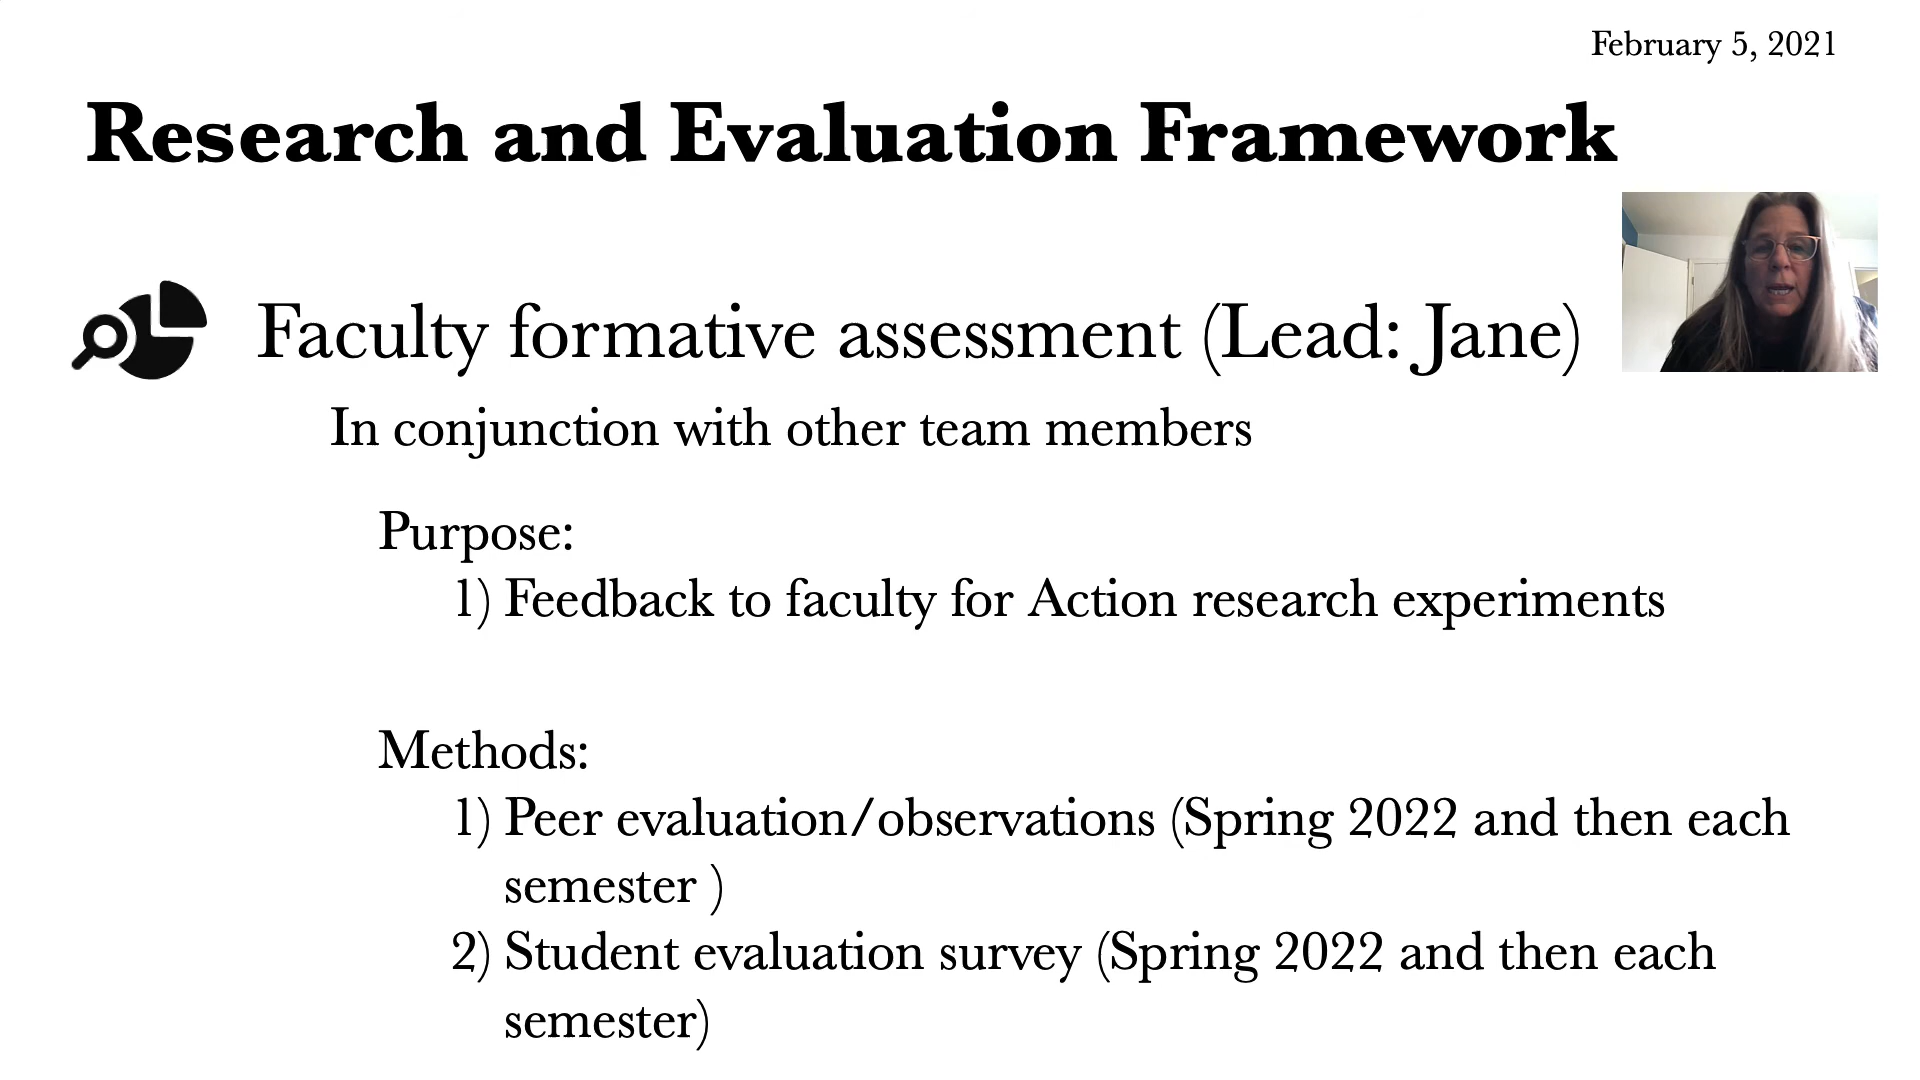 February 5, 2021
Research and Evaluation Framework
Faculty formative assessment (Lead: Jane)
In conjunction with other team members
Purpose:
1) Feedback to faculty for Action research experiments
Methods:
1) Peer evaluation/observations (Spring 2022 and then each
semester )
2) Student evaluation survey (Spring 2022 and then each
semester)